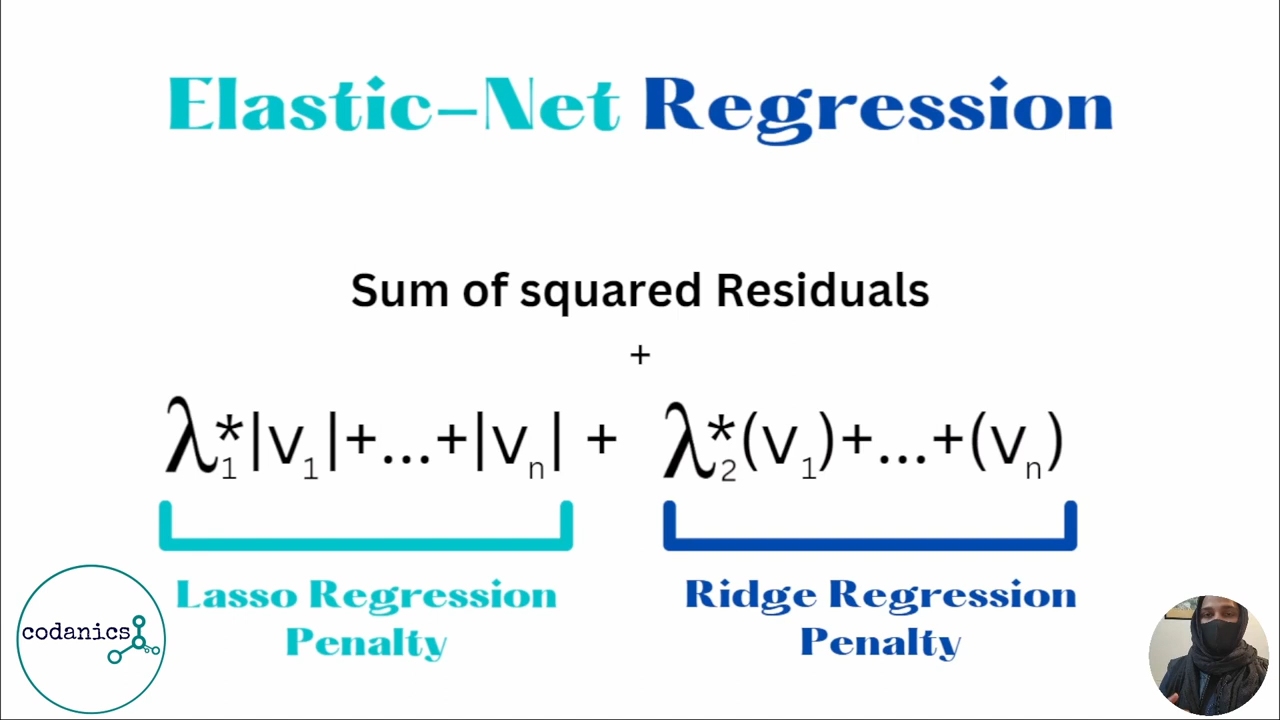 Elastic-Net Regression
Sum of squared Residuals
+
λ₁*|v₁|+...+|vₙ| + λ₂*(v₁)+...+(vₙ)
Lasso Regression Ridge Regression
Penalty Penalty
codanics